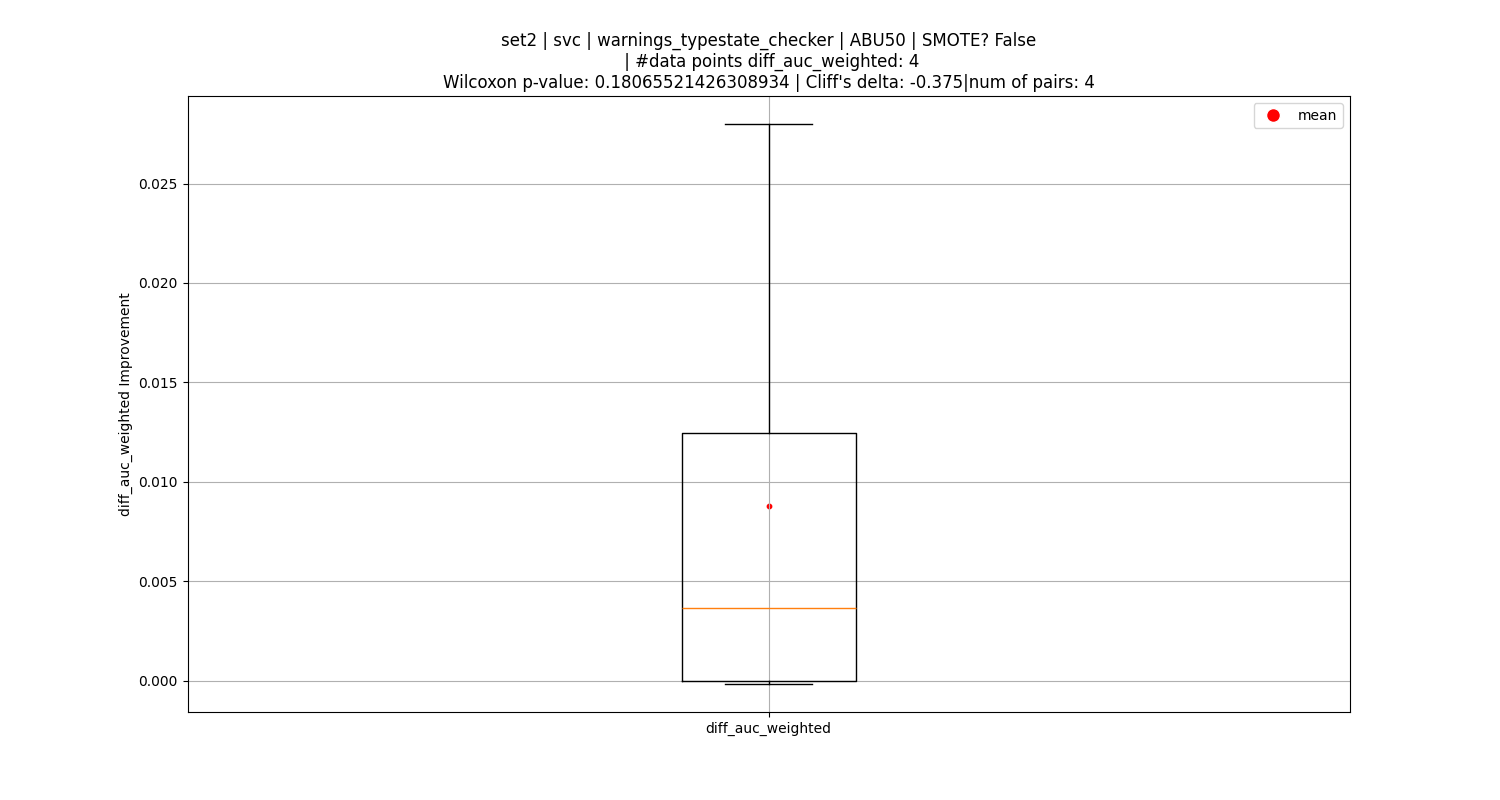 set2 | svc | warnings_typestate_checker | ABU50 | SMOTE? False
| #data points diff_auc_weighted: 4
Wilcoxon p-value: 0.18065521426308934 | Cliff's delta: -0.375|num of pairs: 4
mean
0.025
0.020
0.015
0.010
0.005
0.000
diff_auc_weighted Improvement
diff_auc_weighted